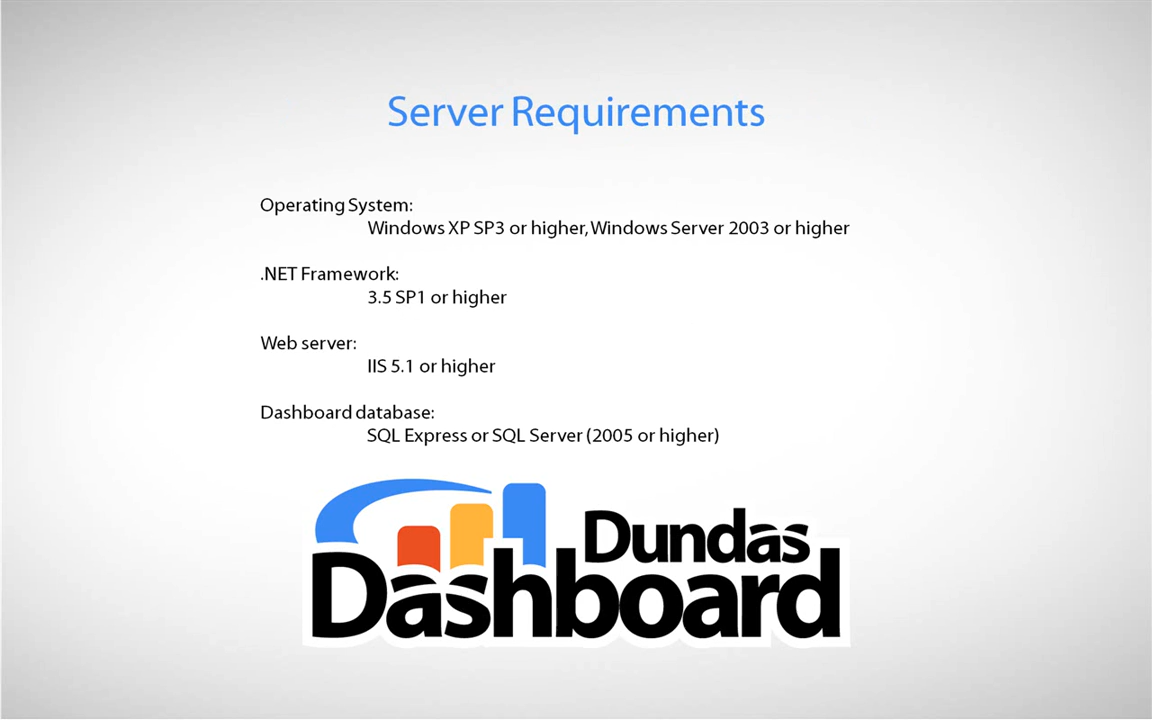 Server Requirements
Operating System:
Windows XP SP3 or higher, Windows Server 2003 or higher
.NET Framework:
3.5 SP1 or higher
Web server:
IIS 5.1 or higher
Dashboard database:
SQL Express or SQL Server (2005 or higher)
Dundas
Dashboard